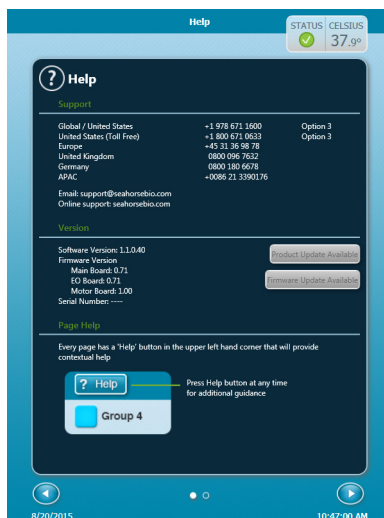 Help
STATUS CELSIUS
37.9°
? Help
Support
Global / United States +1 978 671 1600 Option 3
United States (Toll Free) +1 800 671 0633 Option 3
Europe +45 31 36 98 78
United Kingdom 0800 096 7632
Germany 0800 180 6678
APAC +0086 21 3390176
Email: support@seahorsebio.com
Online support: seahorsebio.com
Version
Software Version: 1.1.0.40
Firmware Version
Main Board: 0.71
EO Board: 0.71
Motor Board: 1.00
Serial Number: ----
Product Update Available
Firmware Update Available
Page Help
Every page has a 'Help' button in the upper left hand corner that will provide
contextual help
? Help
Group 4
Press Help button at any time
for additional guidance
8/20/2015 10:47:00 AM